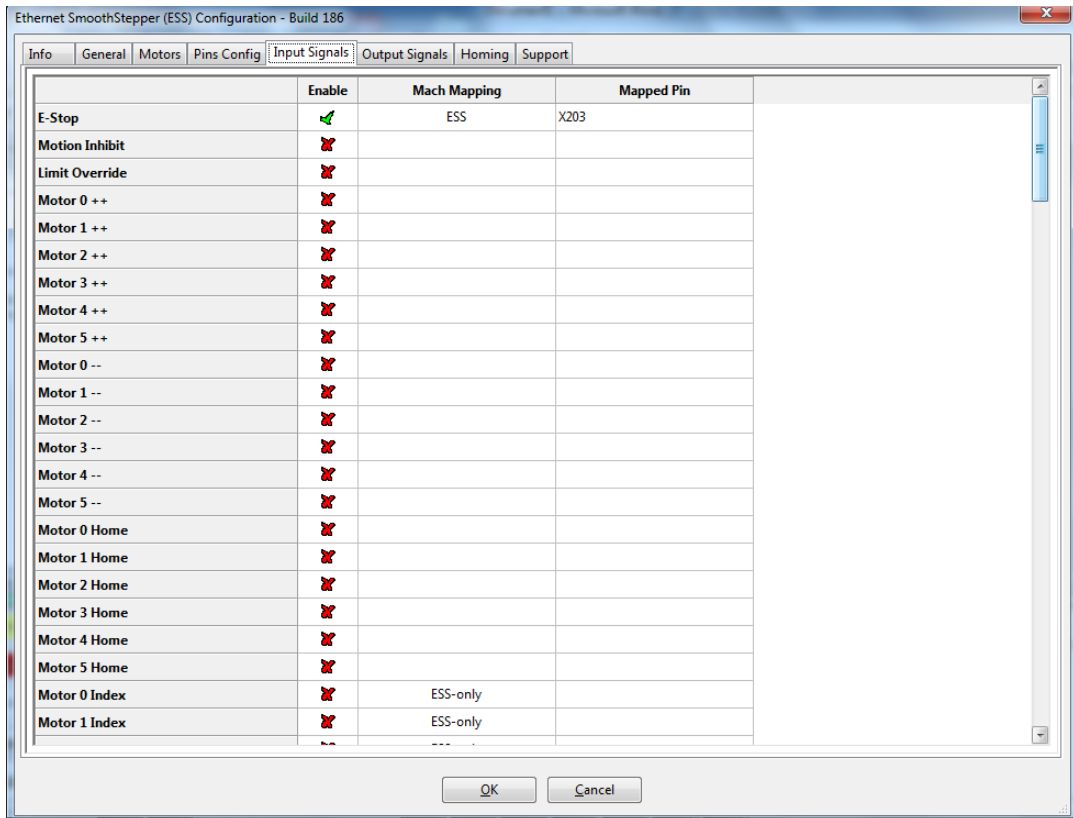 Ethernet SmoothStepper (ESS) Configuration - Build 186
Info General Motors Pins Config Input Signals Output Signals Homing Support
Enable Mach Mapping Mapped Pin
E-Stop ESS X203
Motion Inhibit
Limit Override
Motor 0 ++
Motor 1 ++
Motor 2 ++
Motor 3 ++
Motor 4 ++
Motor 5 ++
Motor 0 --
Motor 1 --
Motor 2 --
Motor 3 --
Motor 4 --
Motor 5 --
Motor 0 Home
Motor 1 Home
Motor 2 Home
Motor 3 Home
Motor 4 Home
Motor 5 Home
Motor 0 Index ESS-only
Motor 1 Index ESS-only
OK Cancel